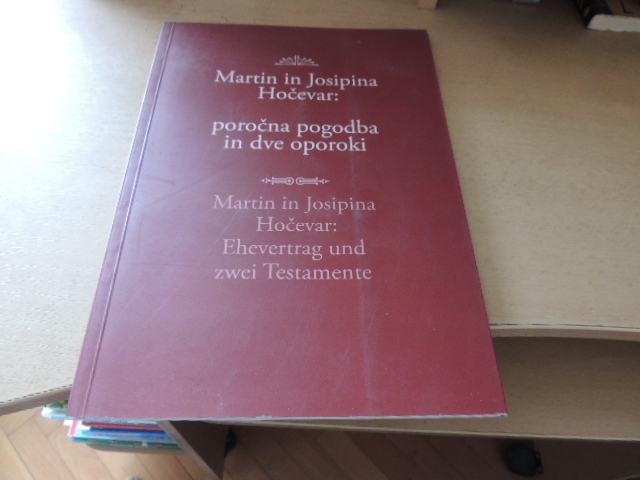 Martin in Josipina
Hočevar:
poročna pogodba
in dve oporoki
Martin in Josipina
Hočevar:
Ehevertrag und
zwei Testamente